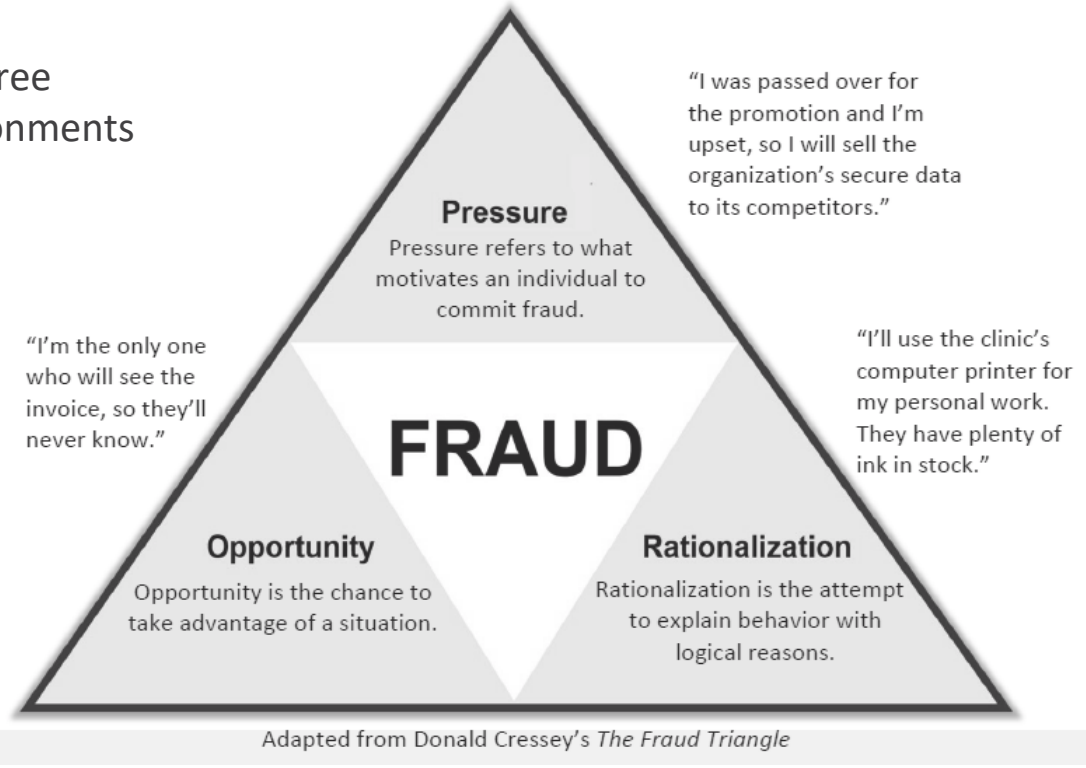 ree
onments
"I was passed over for
the promotion and I'm
upset, so I will sell the
organization's secure data
to its competitors."
Pressure
Pressure refers to what
motivates an individual to
commit fraud.
"I'm the only one
who will see the
invoice, so they'll
never know."
"I'll use the clinic's
computer printer for
my personal work.
They have plenty of
ink in stock."
FRAUD
Opportunity
Opportunity is the chance to
take advantage of a situation.
Rationalization
Rationalization is the attempt
to explain behavior with
logical reasons.
Adapted from Donald Cressey's The Fraud Triangle